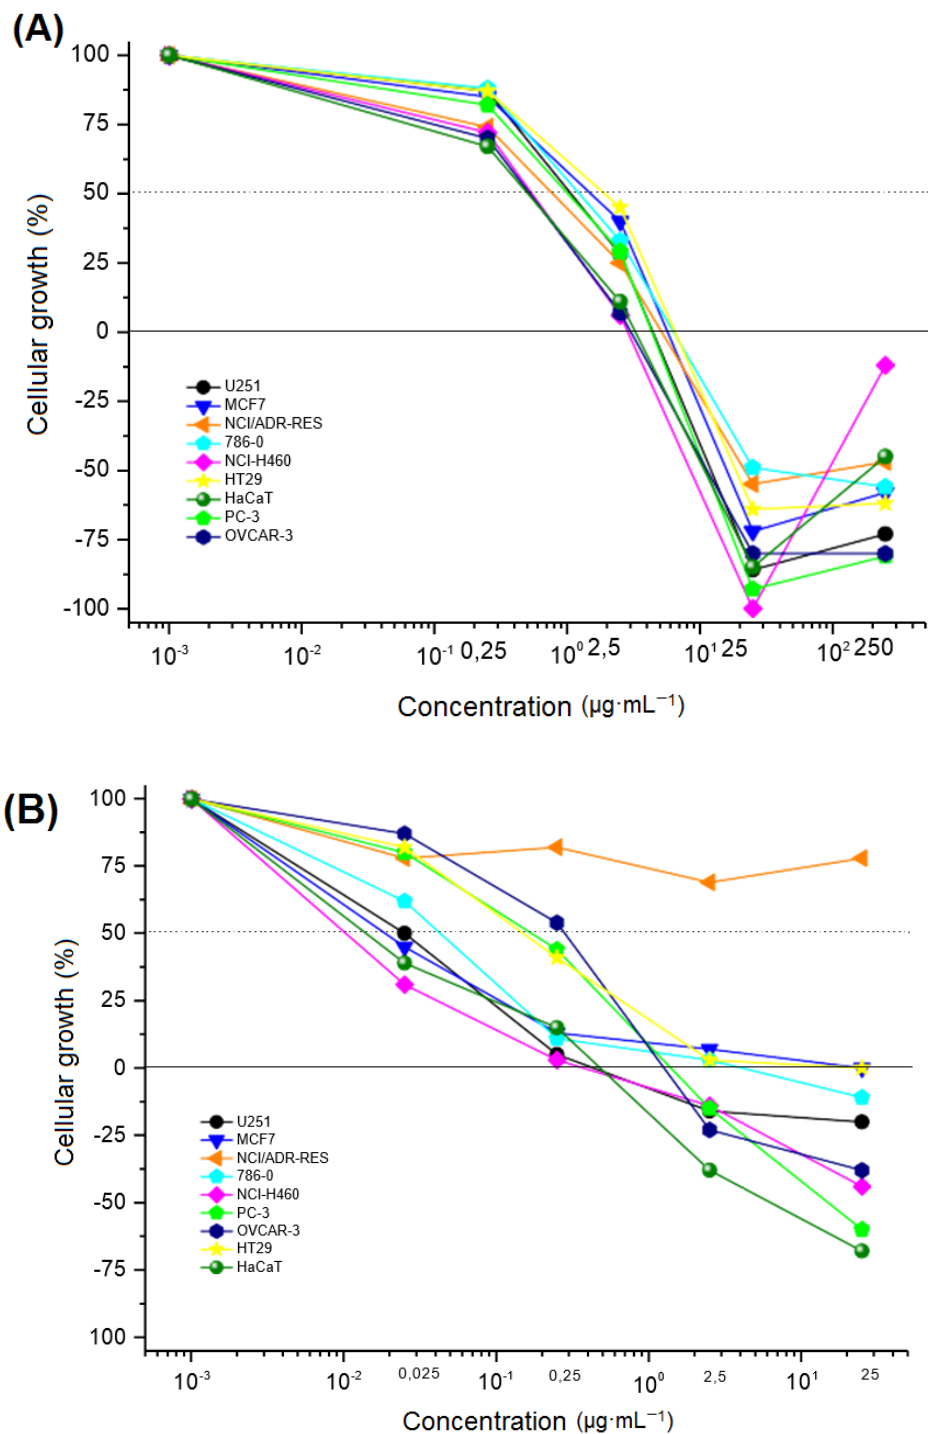 (A)
100
75
50
25
0
-25
-50
-75
-100
Cellular growth (%)
U251
MCF7
NCI/ADR-RES
786-0
NCI-H460
HT29
HaCaT
PC-3
OVCAR-3
10⁻³ 10⁻² 10⁻¹ 0,25 10⁰ 2,5 10¹ 25 10² 250
Concentration (µg·mL⁻¹)
(B)
100
75
50
25
0
-25
-50
-75
100
Cellular growth (%)
U251
MCF7
NCI/ADR-RES
786-0
NCI-H460
PC-3
OVCAR-3
HT29
HaCaT
10⁻³ 10⁻² 0,025 10⁻¹ 0,25 10⁰ 2,5 10¹ 25
Concentration (µg·mL⁻¹)